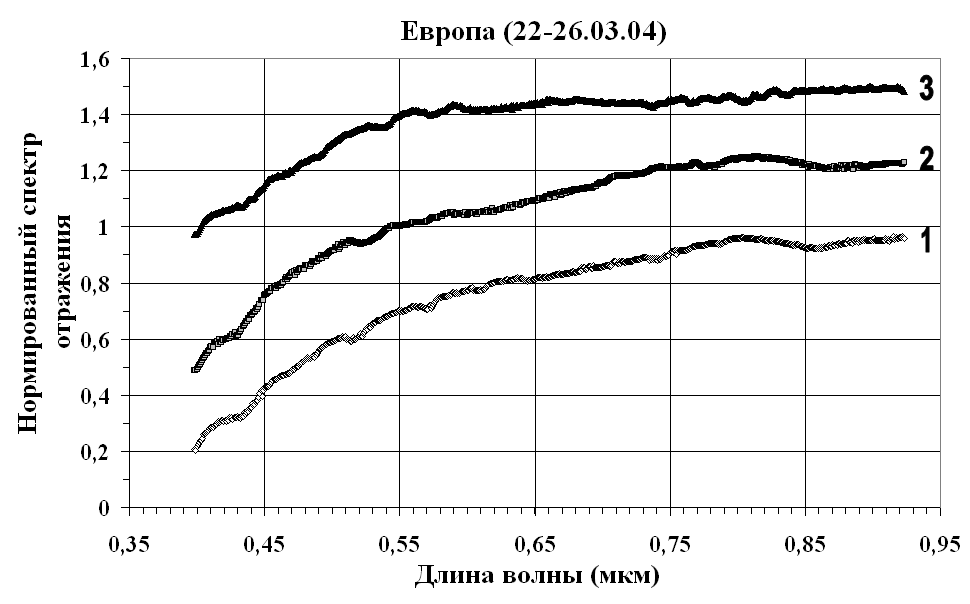 Европа (22-26.03.04)
Нормированный спектр
отражения
1,6
1,4
1,2
1
0,8
0,6
0,4
0,2
0
3
2
1
0,35 0,45 0,55 0,65 0,75 0,85 0,95
Длина волны (мкм)